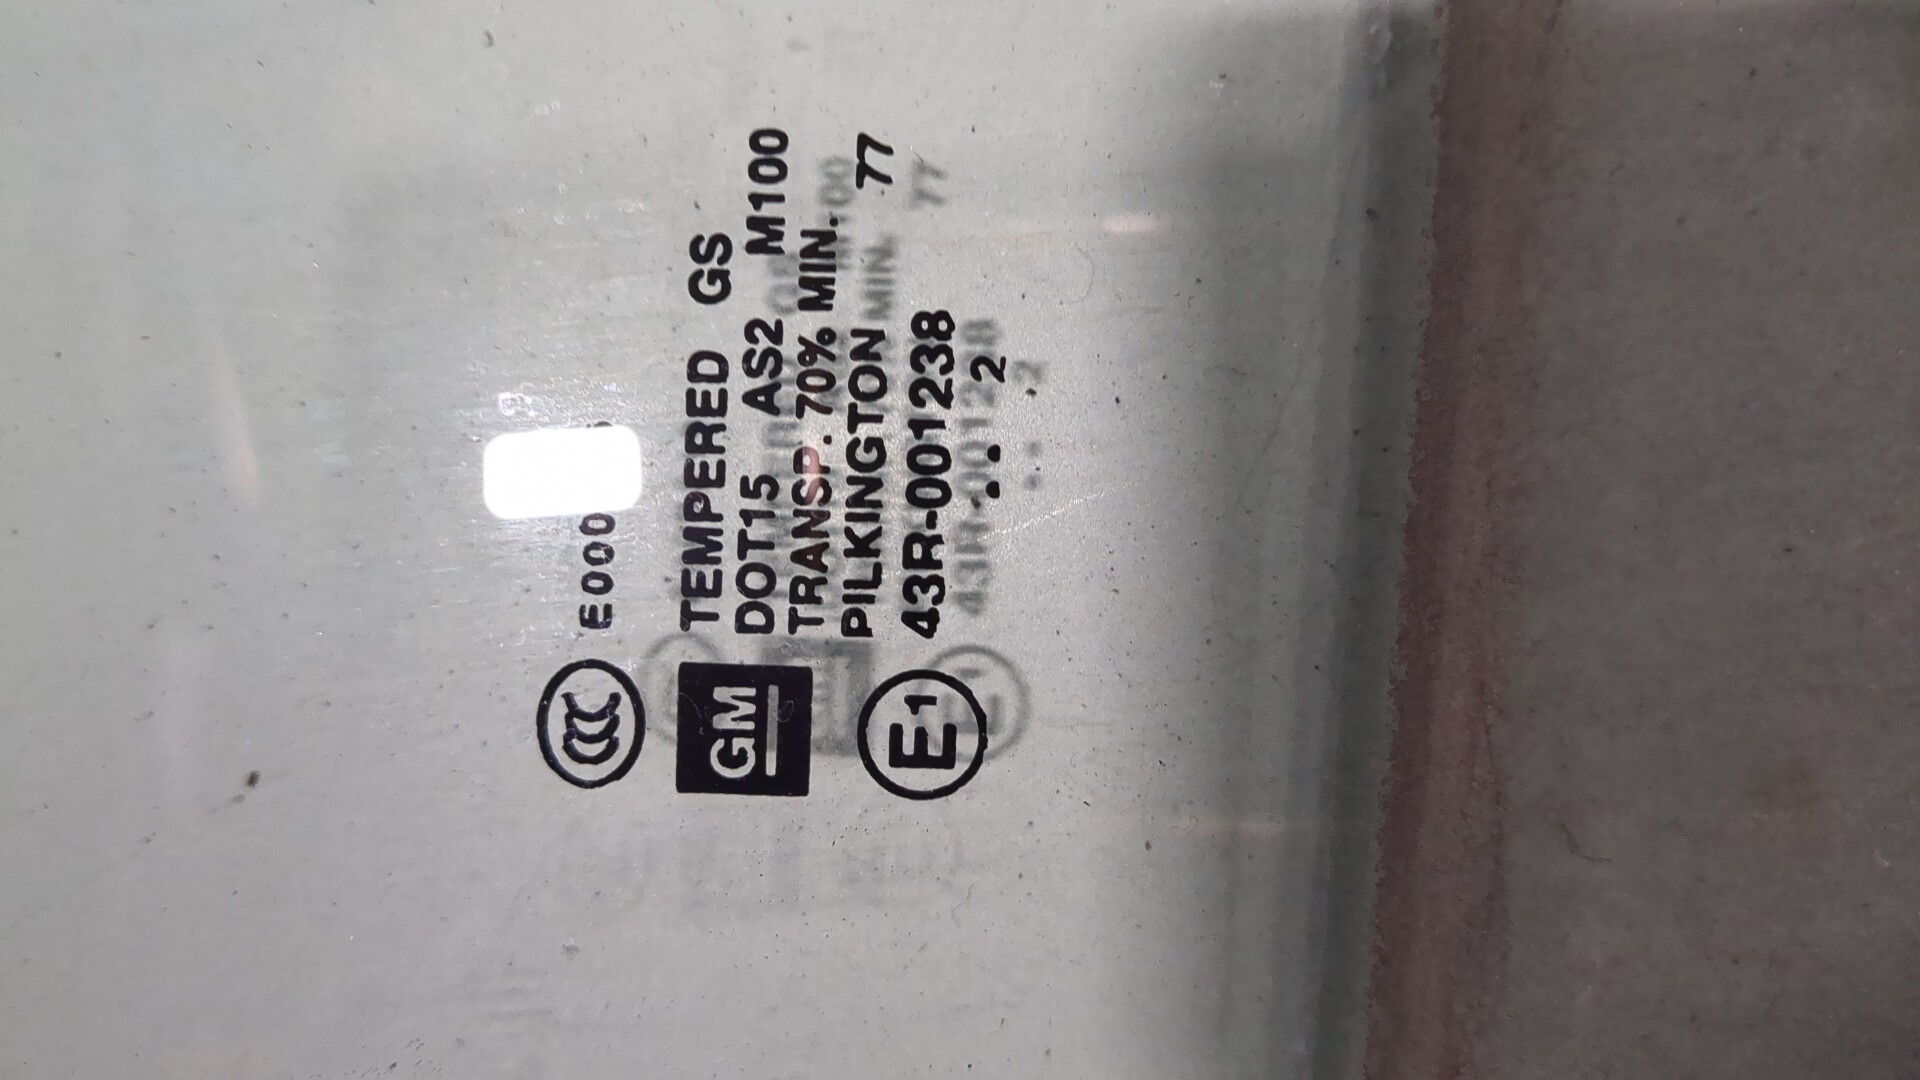 E000
TEMPERED GS
GM
DOT15 AS2 M100
TRANSP. 70% MIN.
PILKINGTON 77
E1 43R-001238
.. 2